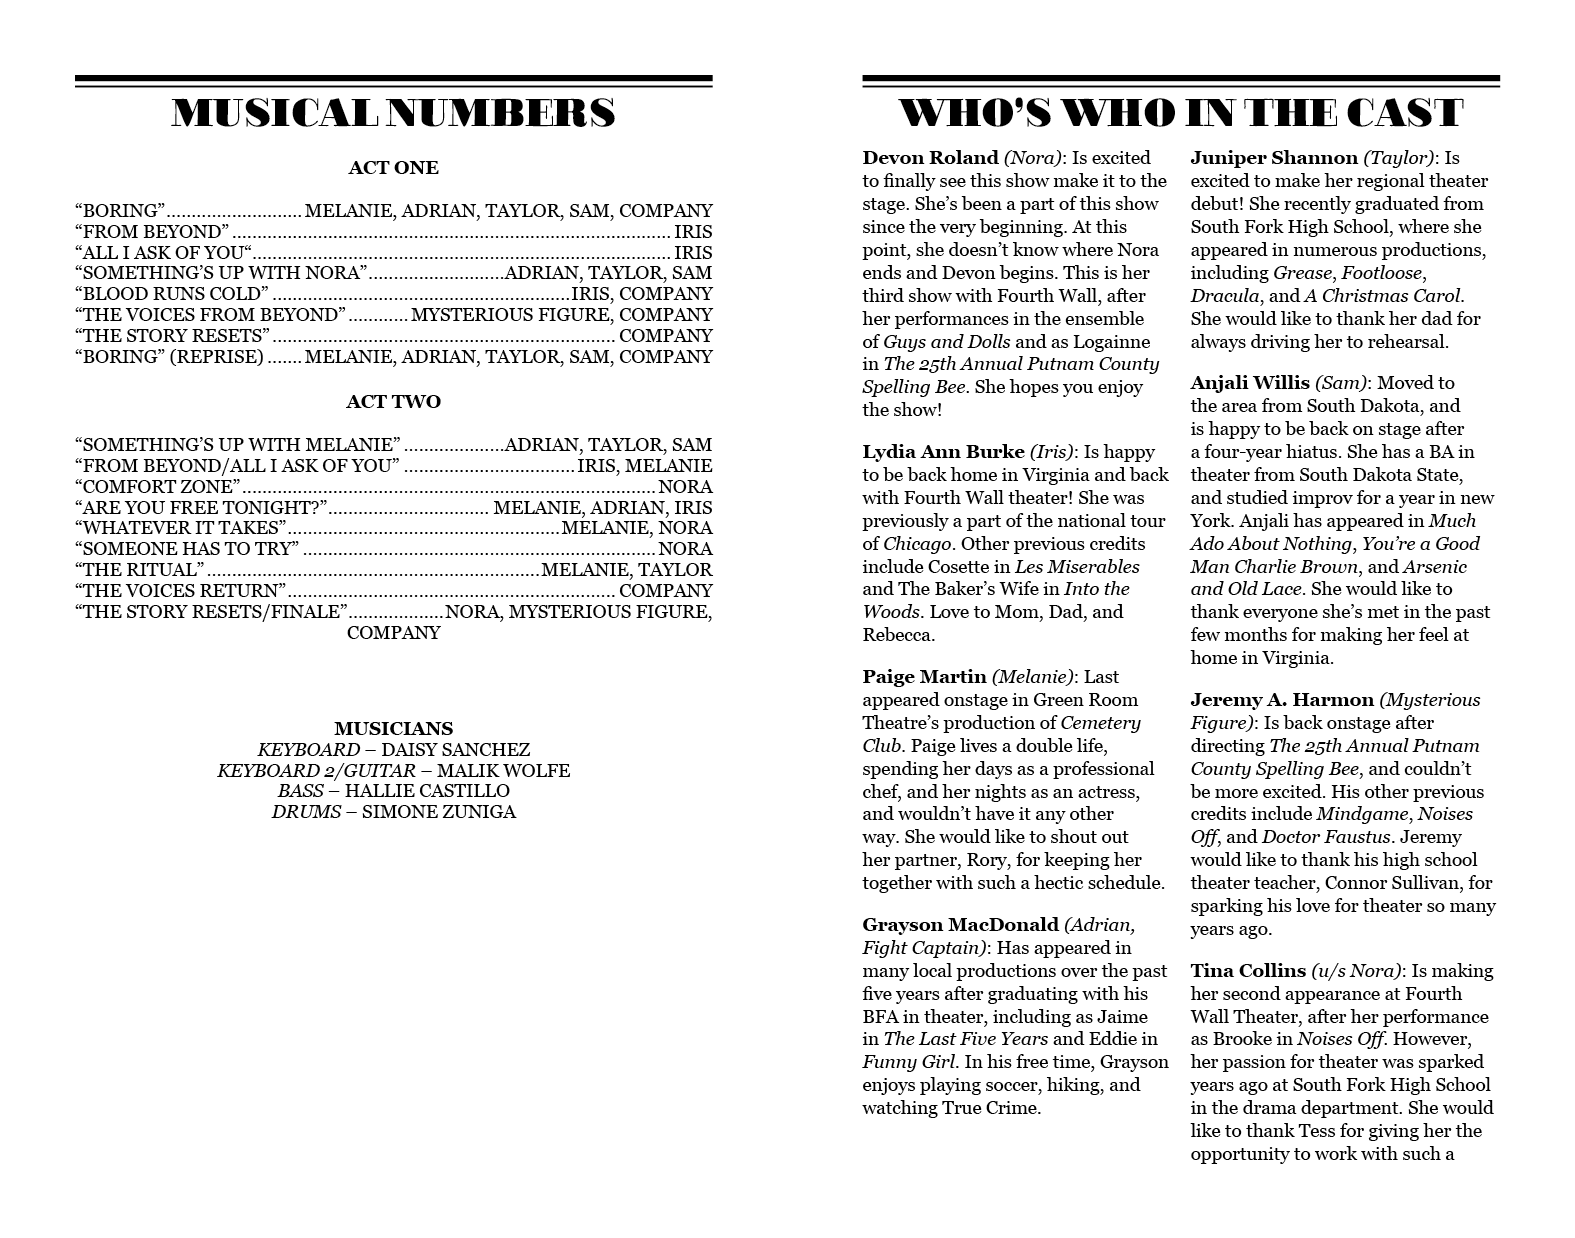 MUSICAL NUMBERS
ACT ONE
“BORING”........................... MELANIE, ADRIAN, TAYLOR, SAM, COMPANY
“FROM BEYOND” ........................................................................................ IRIS
“ALL I ASK OF YOU“.................................................................................... IRIS
“SOMETHING’S UP WITH NORA”...........................ADRIAN, TAYLOR, SAM
“BLOOD RUNS COLD” ............................................................IRIS, COMPANY
“THE VOICES FROM BEYOND”............ MYSTERIOUS FIGURE, COMPANY
“THE STORY RESETS” ..................................................................... COMPANY
“BORING” (REPRISE) ....... MELANIE, ADRIAN, TAYLOR, SAM, COMPANY
ACT TWO
“SOMETHING’S UP WITH MELANIE” ....................ADRIAN, TAYLOR, SAM
“FROM BEYOND/ALL I ASK OF YOU” ...................................IRIS, MELANIE
“COMFORT ZONE”................................................................................... NORA
“ARE YOU FREE TONIGHT?”................................ MELANIE, ADRIAN, IRIS
“WHATEVER IT TAKES”.......................................................MELANIE, NORA
“SOMEONE HAS TO TRY” ....................................................................... NORA
“THE RITUAL” ...................................................................MELANIE, TAYLOR
“THE VOICES RETURN”.................................................................. COMPANY
“THE STORY RESETS/FINALE”...................NORA, MYSTERIOUS FIGURE,
COMPANY
MUSICIANS
KEYBOARD – DAISY SANCHEZ
KEYBOARD 2/GUITAR – MALIK WOLFE
BASS – HALLIE CASTILLO
DRUMS – SIMONE ZUNIGA
WHO’S WHO IN THE CAST
Devon Roland (Nora): Is excited
to finally see this show make it to the
stage. She’s been a part of this show
since the very beginning. At this
point, she doesn’t know where Nora
ends and Devon begins. This is her
third show with Fourth Wall, after
her performances in the ensemble
of Guys and Dolls and as Logainne
in The 25th Annual Putnam County
Spelling Bee. She hopes you enjoy
the show!
Lydia Ann Burke (Iris): Is happy
to be back home in Virginia and back
with Fourth Wall theater! She was
previously a part of the national tour
of Chicago. Other previous credits
include Cosette in Les Miserables
and The Baker’s Wife in Into the
Woods. Love to Mom, Dad, and
Rebecca.
Paige Martin (Melanie): Last
appeared onstage in Green Room
Theatre’s production of Cemetery
Club. Paige lives a double life,
spending her days as a professional
chef, and her nights as an actress,
and wouldn’t have it any other
way. She would like to shout out
her partner, Rory, for keeping her
together with such a hectic schedule.
Grayson MacDonald (Adrian,
Fight Captain): Has appeared in
many local productions over the past
five years after graduating with his
BFA in theater, including as Jaime
in The Last Five Years and Eddie in
Funny Girl. In his free time, Grayson
enjoys playing soccer, hiking, and
watching True Crime.
Juniper Shannon (Taylor): Is
excited to make her regional theater
debut! She recently graduated from
South Fork High School, where she
appeared in numerous productions,
including Grease, Footloose,
Dracula, and A Christmas Carol.
She would like to thank her dad for
always driving her to rehearsal.
Anjali Willis (Sam): Moved to
the area from South Dakota, and
is happy to be back on stage after
a four-year hiatus. She has a BA in
theater from South Dakota State,
and studied improv for a year in new
York. Anjali has appeared in Much
Ado About Nothing, You’re a Good
Man Charlie Brown, and Arsenic
and Old Lace. She would like to
thank everyone she’s met in the past
few months for making her feel at
home in Virginia.
Jeremy A. Harmon (Mysterious
Figure): Is back onstage after
directing The 25th Annual Putnam
County Spelling Bee, and couldn’t
be more excited. His other previous
credits include Mindgame, Noises
Off, and Doctor Faustus. Jeremy
would like to thank his high school
theater teacher, Connor Sullivan, for
sparking his love for theater so many
years ago.
Tina Collins (u/s Nora): Is making
her second appearance at Fourth
Wall Theater, after her performance
as Brooke in Noises Off. However,
her passion for theater was sparked
years ago at South Fork High School
in the drama department. She would
like to thank Tess for giving her the
opportunity to work with such a